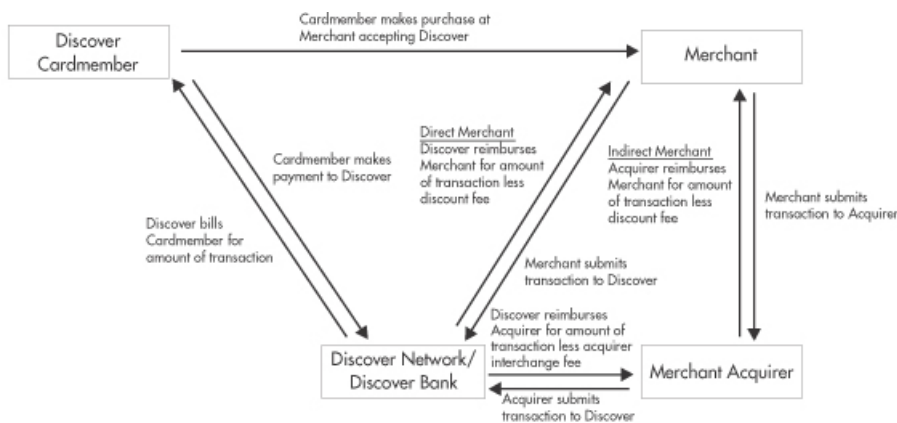 Cardmember makes purchase at
Merchant accepting Discover
Discover
Cardmember
Merchant
Direct Merchant
Discover reimburses
Merchant for amount
of transaction less
discount fee
Indirect Merchant
Acquirer reimburses
Merchant for amount
of transaction less
discount fee
Cardmember makes
payment to Discover
Merchant submits
transaction to Acquirer
Discover bills
Cardmember for
amount of transaction
Merchant submits
transaction to Discover
Discover reimburses
Acquirer for amount of
transaction less acquirer
interchange fee
Discover Network/
Discover Bank
Merchant Acquirer
Acquirer submits
transaction to Discover